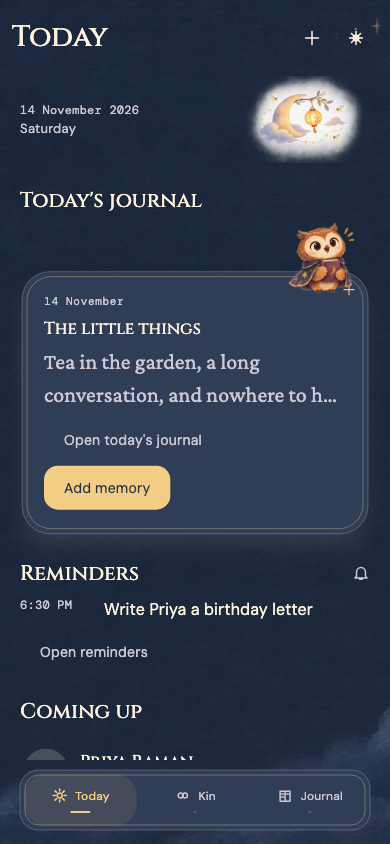 Today
14 November 2026
Saturday
Today's journal
14 November
The little things
Tea in the garden, a long
conversation, and nowhere to h...
Open today's journal
Add memory
Reminders
6:30 PM Write Priya a birthday letter
Open reminders
Coming up
Priya Raman
Today Kin Journal